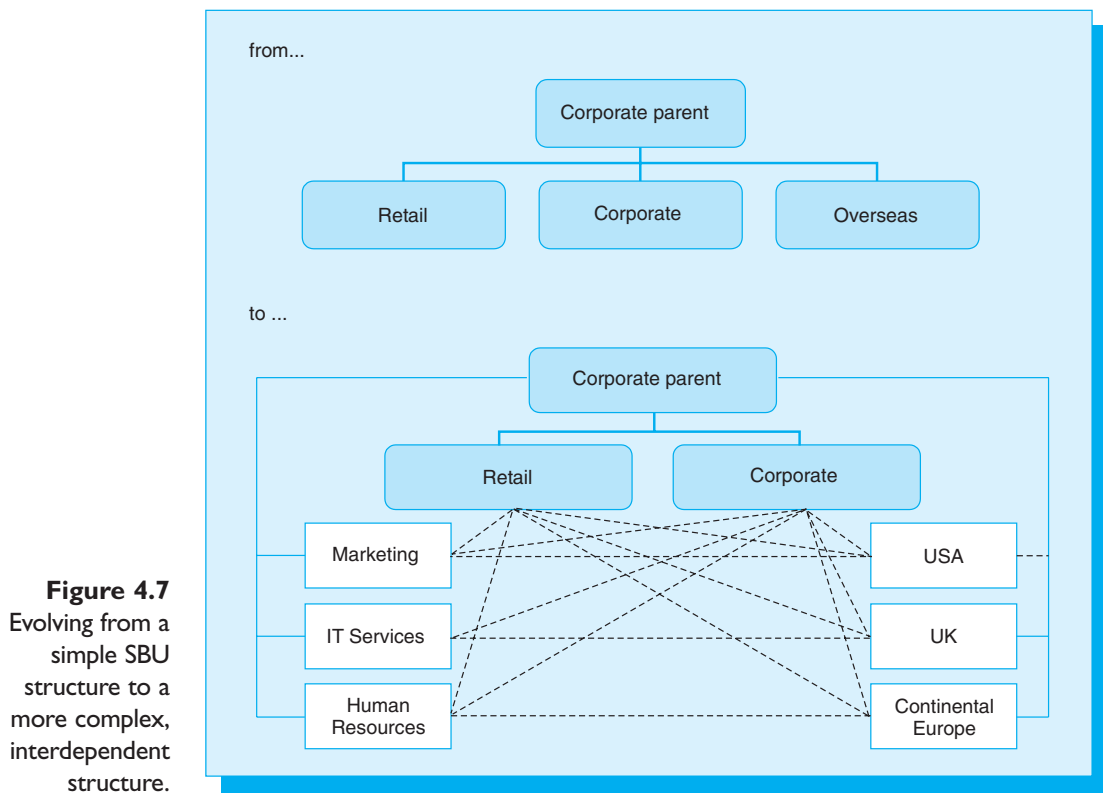 from...
Corporate parent
Retail
Corporate
Overseas
to ...
Corporate parent
Retail
Corporate
Marketing
USA
IT Services
UK
Human
Resources
Continental
Europe
Figure 4.7
Evolving from a
simple SBU
structure to a
more complex,
interdependent
structure.